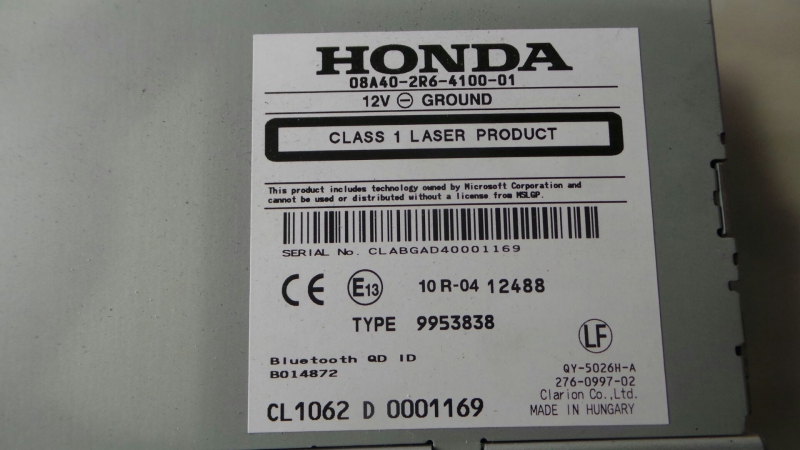 HONDA
08A40-2R6-4100-01
12V ⊖ GROUND
CLASS 1 LASER PRODUCT
This product includes technology owned by Microsoft Corporation and
cannot be used or distributed without a license from MSLGP.
SERIAL No. CLABGAD40001169
CE E13 10 R-04 12488
TYPE 9953838
LF
Bluetooth QD ID
B014872
QY-5026H-A
276-0997-02
Clarion Co.,Ltd.
CL1062 D 0001169
MADE IN HUNGARY